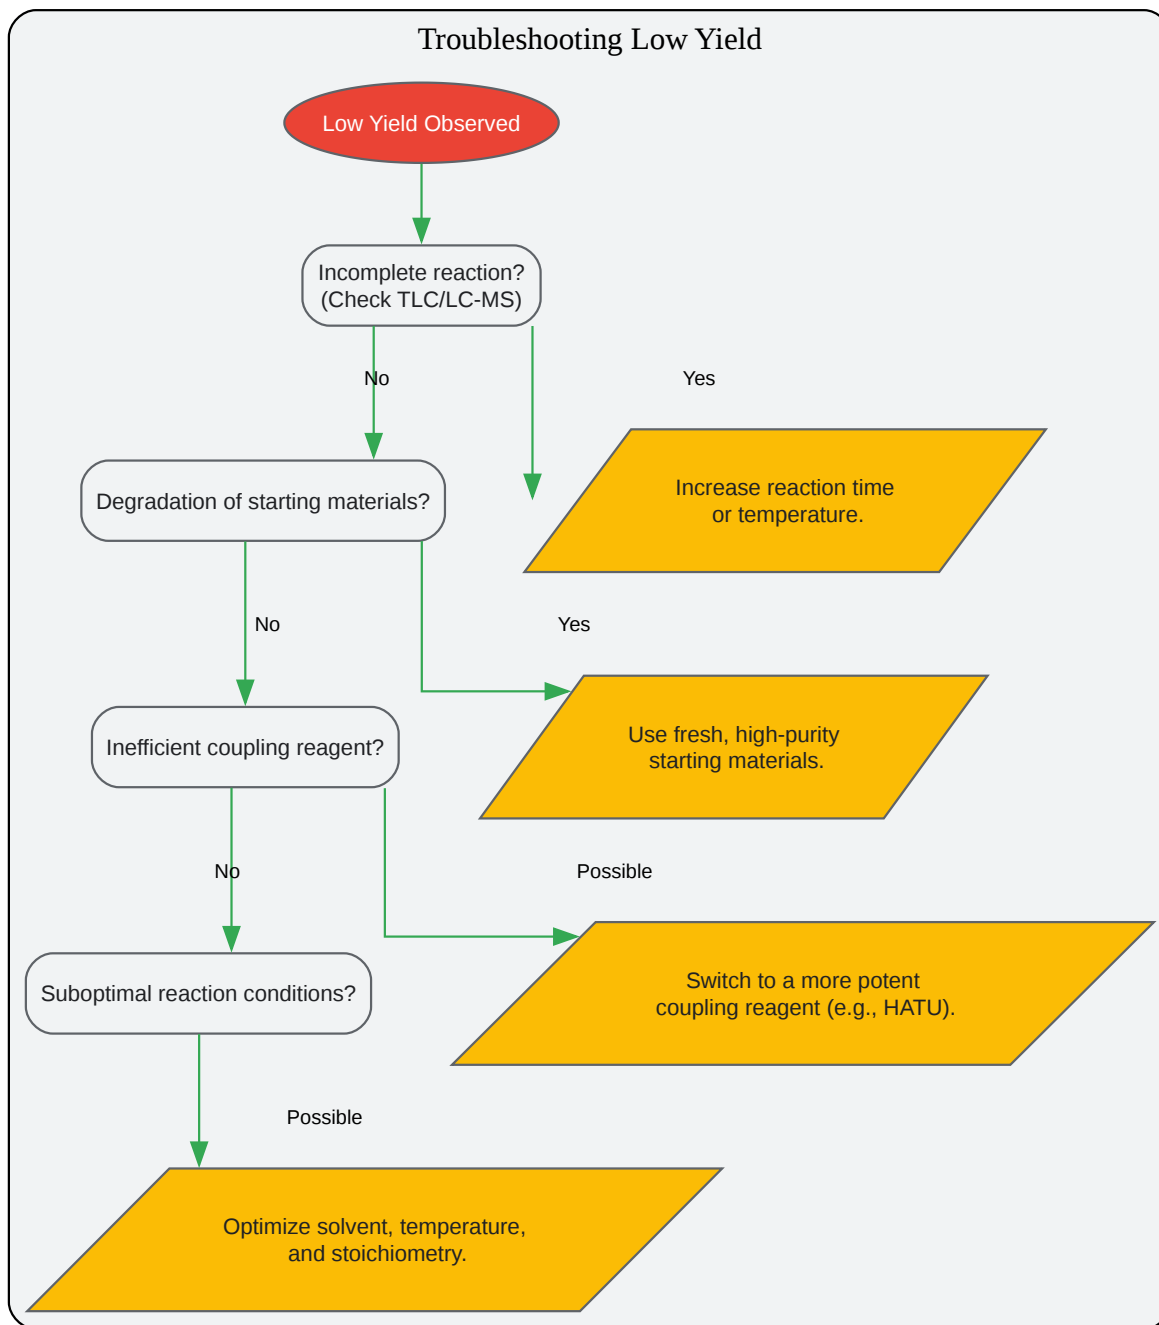 Troubleshooting Low Yield
Low Yield Observed
Incomplete reaction?
(Check TLC/LC-MS)
No
Yes
Increase reaction time
or temperature.
Degradation of starting materials?
No
Yes
Use fresh, high-purity
starting materials.
Inefficient coupling reagent?
No
Possible
Switch to a more potent
coupling reagent (e.g., HATU).
Suboptimal reaction conditions?
Possible
Optimize solvent, temperature,
and stoichiometry.